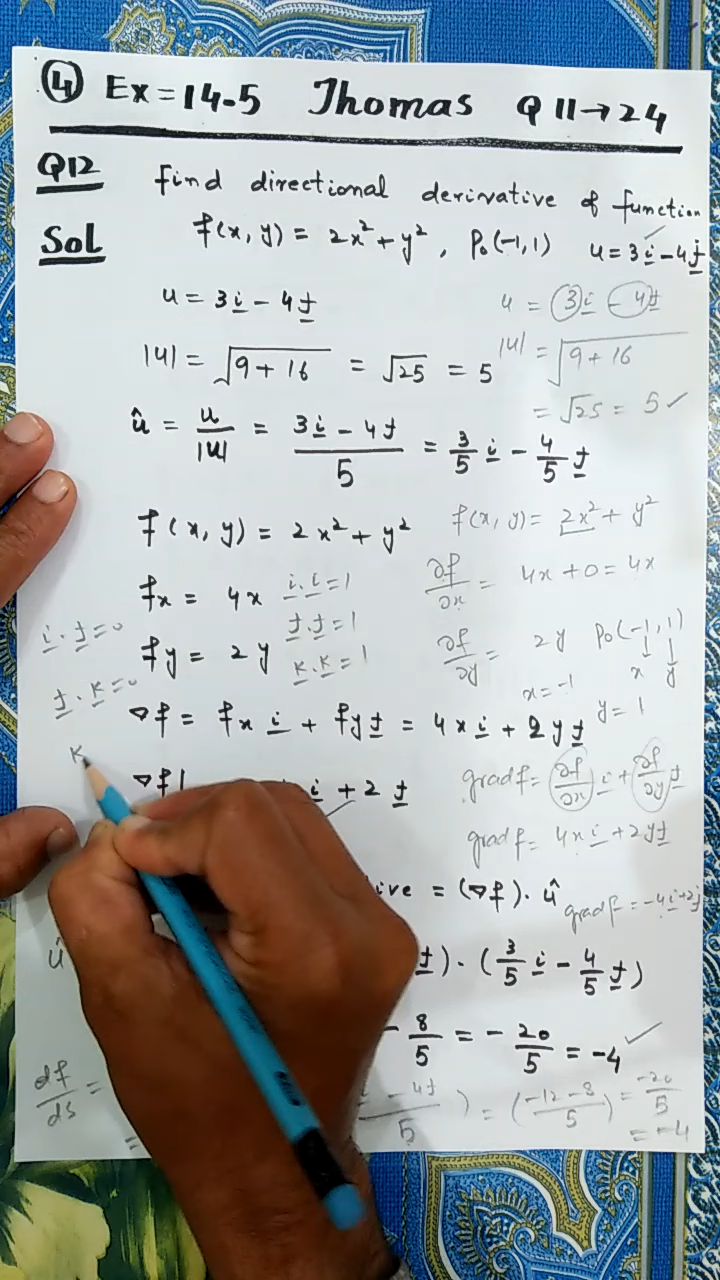 ④ Ex = 14.5 Thomas Q 11 → 24
Q12 find directional derivative of function
Sol f(x, y) = 2x² + y² , P₀(-1, 1) u = 3i - 4j
u = 3i - 4j
u = 3i - 4j
|u| = √9 + 16 = √25 = 5
|u| = √9 + 16
= √25 = 5 ✓
û = u/|u| = 3i - 4j/5 = 3/5 i - 4/5 j
f(x, y) = 2x² + y²
f(x, y) = 2x² + y²
fx = 4x i.i = 1
∂f/∂x = 4x + 0 = 4x
i.j = 0
j.j = 1
fy = 2y
k.k = 1
∂f/∂y = 2y P₀(-1, 1)
x y
j.k = 0
x = -1
y = 1
∇f = fx i + fy j = 4x i + 2y j
k
∇f| i + 2 j
grad f = ∂f/∂x i + ∂f/∂y j
grad f = 4x i + 2y j
ive = (∇f) . û
grad f = -4i + 2j
û
j) . (3/5 i - 4/5 j)
- 8/5 = - 20/5 = -4 ✓
df/ds = - 4j/5 ) = (-12 - 8/5) = -20/5
=
= -4